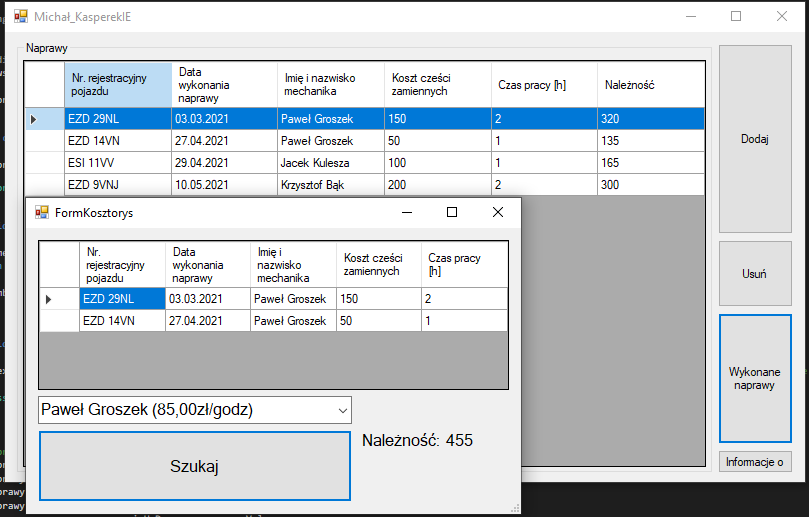 Michał_KasperekIE
Naprawy
Nr. rejestracyjny pojazdu Data wykonania naprawy Imię i nazwisko mechanika Koszt cześci zamiennych Czas pracy [h] Należność
EZD 29NL 03.03.2021 Paweł Groszek 150 2 320
EZD 14VN 27.04.2021 Paweł Groszek 50 1 135
ESI 11VV 29.04.2021 Jacek Kulesza 100 1 165
EZD 9VNJ 10.05.2021 Krzysztof Bąk 200 2 300
Dodaj
Usuń
Wykonane
naprawy
Informacje o
FormKosztorys
Nr. rejestracyjny pojazdu Data wykonania naprawy Imię i nazwisko mechanika Koszt cześci zamiennych Czas pracy [h]
EZD 29NL 03.03.2021 Paweł Groszek 150 2
EZD 14VN 27.04.2021 Paweł Groszek 50 1
Paweł Groszek (85,00zł/godz)
Szukaj
Należność: 455